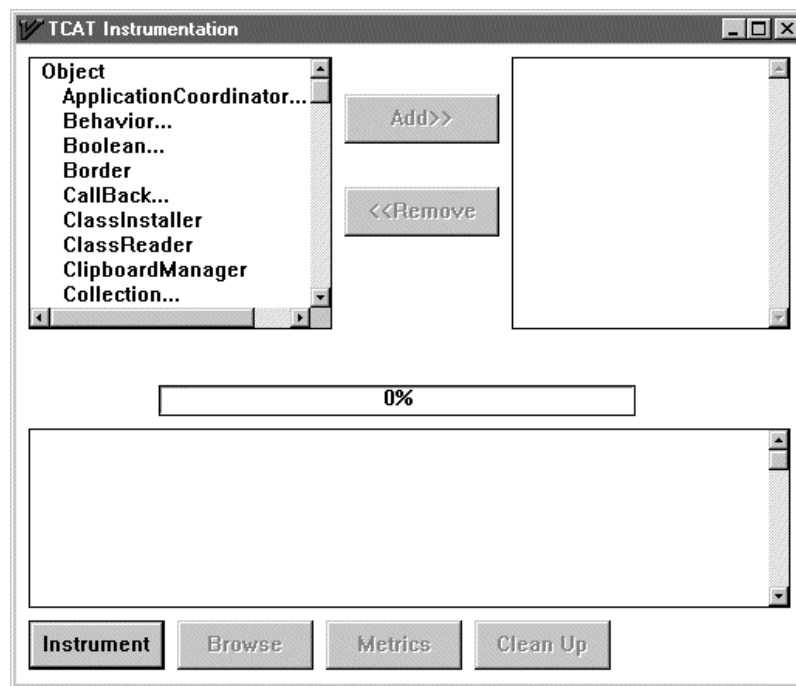 TCAT Instrumentation
Object
ApplicationCoordinator...
Behavior...
Boolean...
Border
CallBack...
ClassInstaller
ClassReader
ClipboardManager
Collection...
Add>>
<<Remove
0%
Instrument
Browse
Metrics
Clean Up